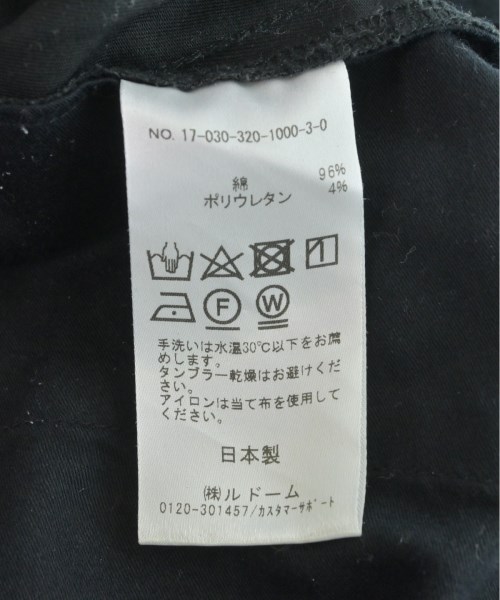 NO. 17-030-320-1000-3-0
綿 96%
ポリウレタン 4%
1
F W
手洗いは水温30℃以下をお薦
めします。
タンブラー乾燥はお避けくだ
さい。
アイロンは当て布を使用して
ください。
日本製
㈱ルドーム
0120-301457/カスタマーサポート